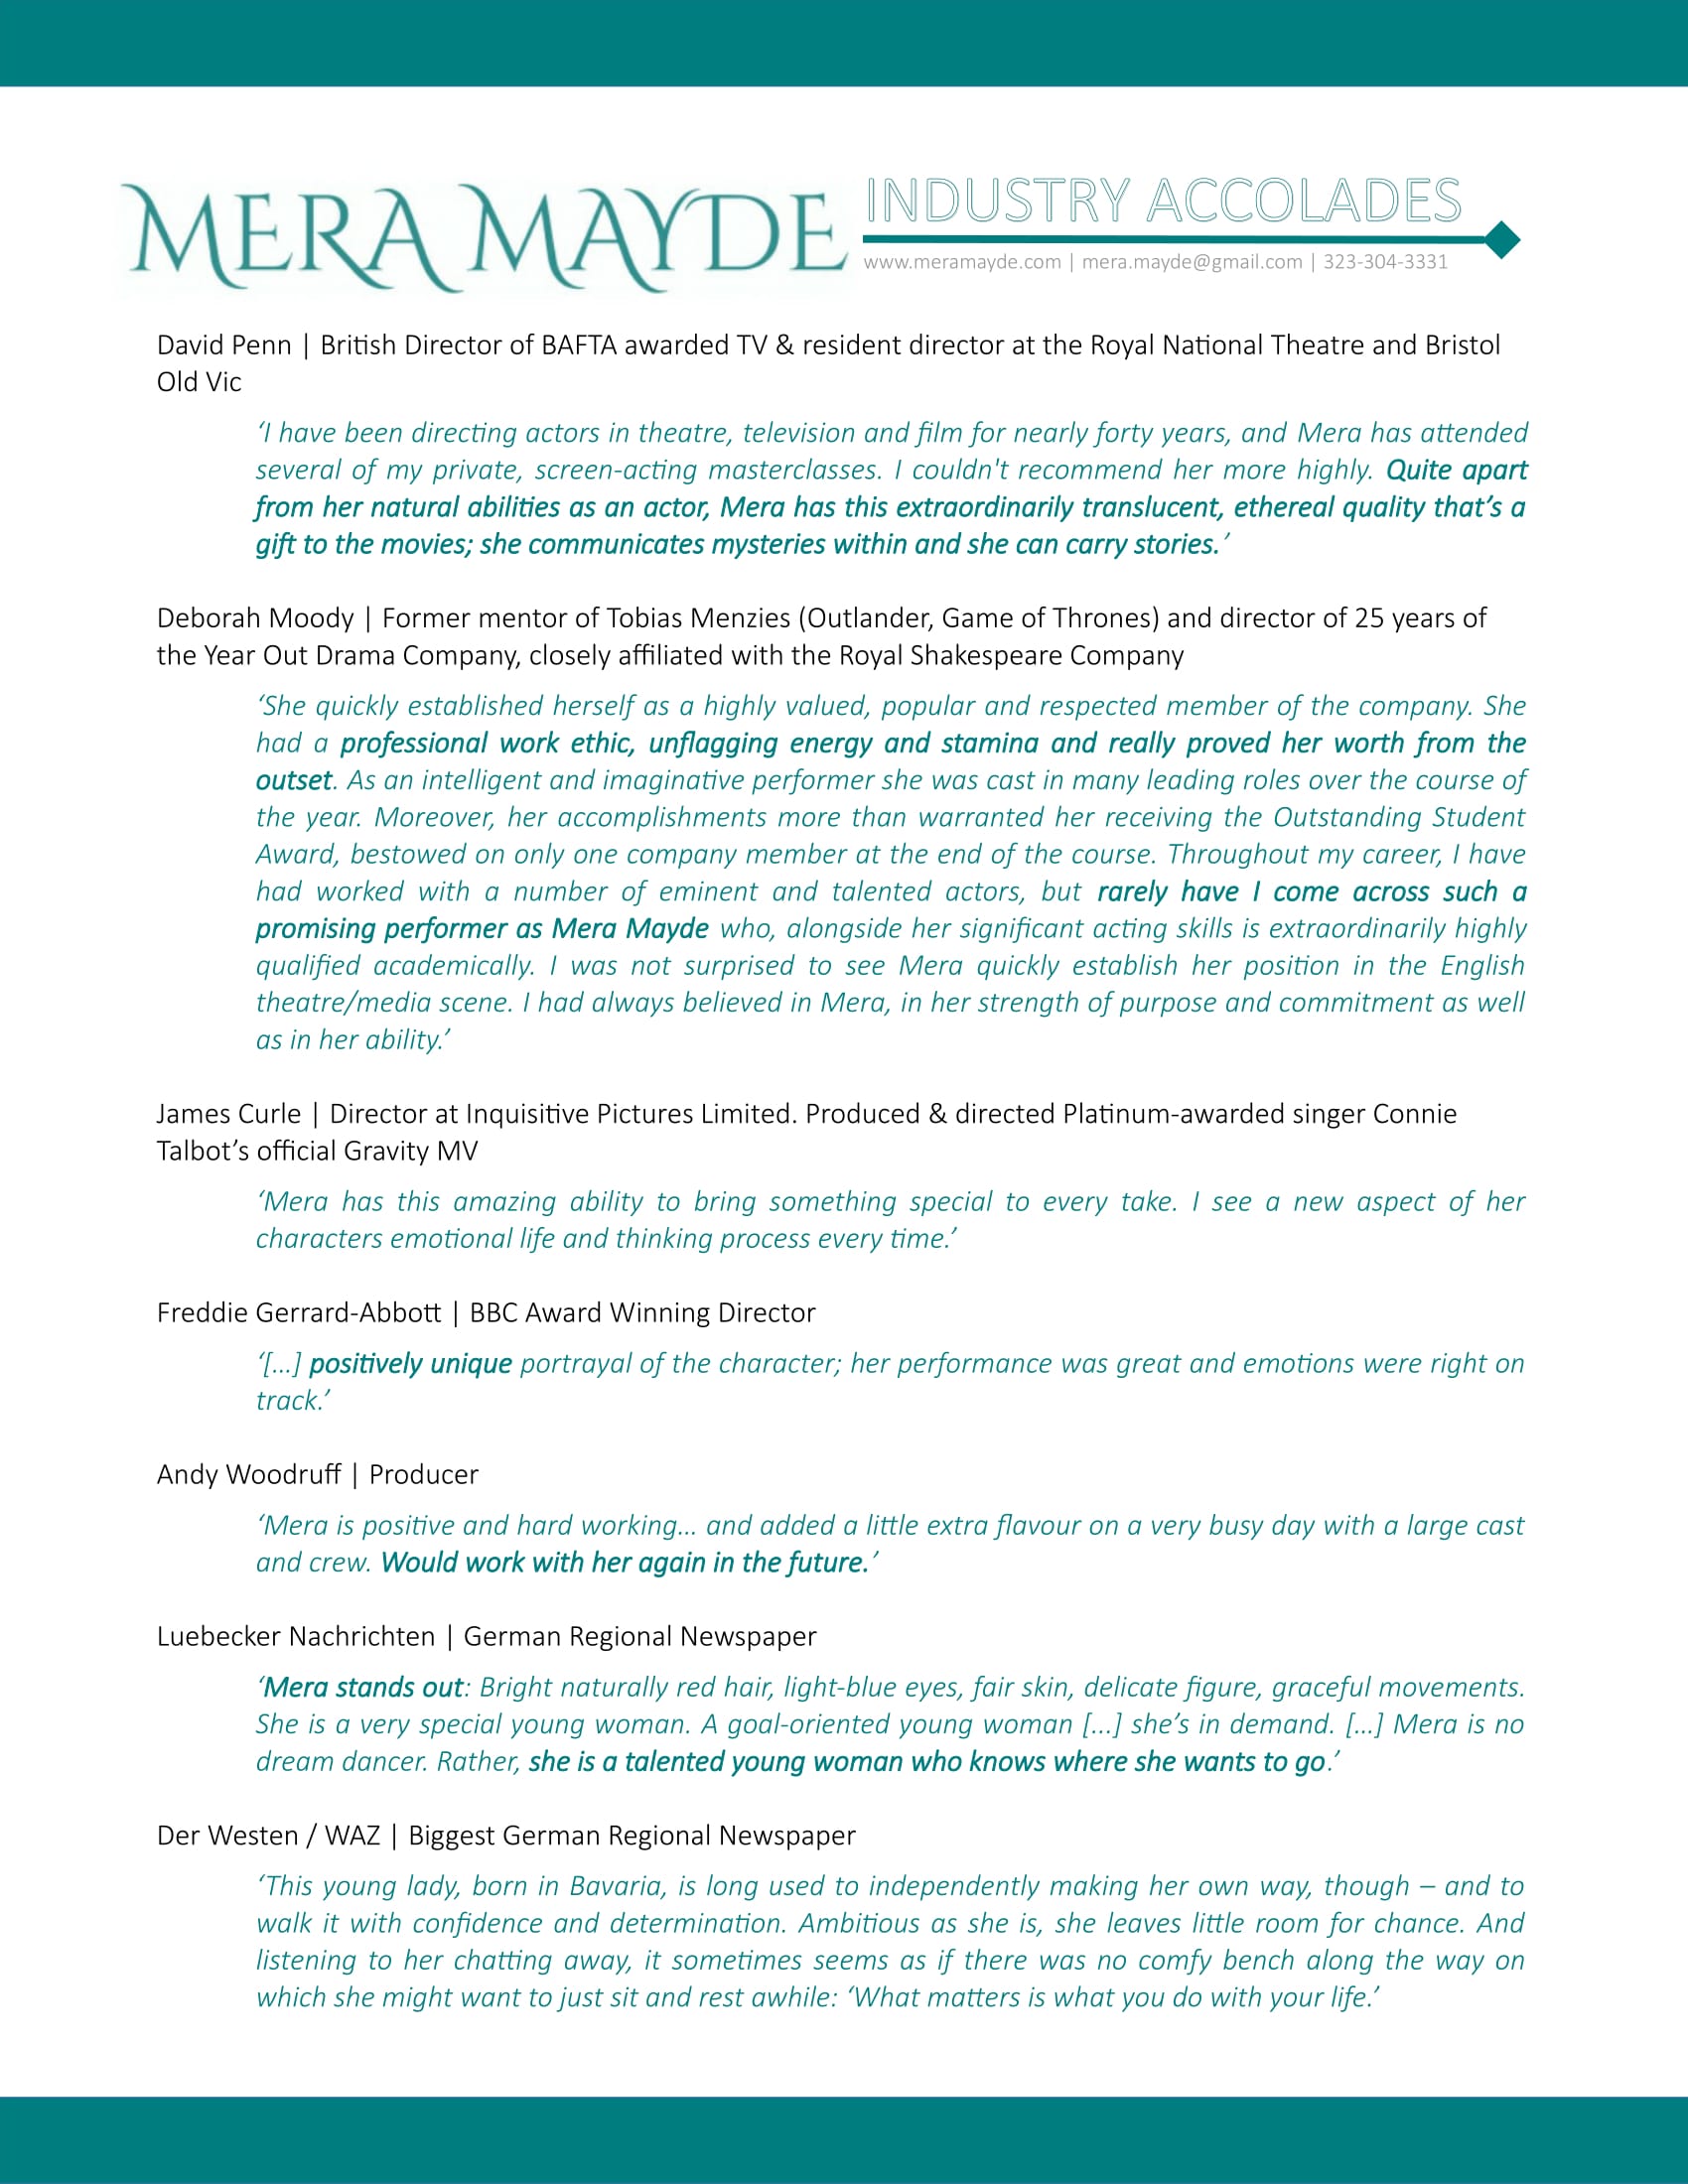 MERA MAYDE INDUSTRY ACCOLADES
www.meramayde.com | mera.mayde@gmail.com | 323-304-3331
David Penn | British Director of BAFTA awarded TV & resident director at the Royal National Theatre and Bristol
Old Vic
‘I have been directing actors in theatre, television and film for nearly forty years, and Mera has attended
several of my private, screen-acting masterclasses. I couldn't recommend her more highly. Quite apart
from her natural abilities as an actor, Mera has this extraordinarily translucent, ethereal quality that’s a
gift to the movies; she communicates mysteries within and she can carry stories.’
Deborah Moody | Former mentor of Tobias Menzies (Outlander, Game of Thrones) and director of 25 years of
the Year Out Drama Company, closely affiliated with the Royal Shakespeare Company
‘She quickly established herself as a highly valued, popular and respected member of the company. She
had a professional work ethic, unflagging energy and stamina and really proved her worth from the
outset. As an intelligent and imaginative performer she was cast in many leading roles over the course of
the year. Moreover, her accomplishments more than warranted her receiving the Outstanding Student
Award, bestowed on only one company member at the end of the course. Throughout my career, I have
had worked with a number of eminent and talented actors, but rarely have I come across such a
promising performer as Mera Mayde who, alongside her significant acting skills is extraordinarily highly
qualified academically. I was not surprised to see Mera quickly establish her position in the English
theatre/media scene. I had always believed in Mera, in her strength of purpose and commitment as well
as in her ability.’
James Curle | Director at Inquisitive Pictures Limited. Produced & directed Platinum-awarded singer Connie
Talbot’s official Gravity MV
‘Mera has this amazing ability to bring something special to every take. I see a new aspect of her
characters emotional life and thinking process every time.’
Freddie Gerrard-Abbott | BBC Award Winning Director
‘[…] positively unique portrayal of the character; her performance was great and emotions were right on
track.’
Andy Woodruff | Producer
‘Mera is positive and hard working… and added a little extra flavour on a very busy day with a large cast
and crew. Would work with her again in the future.’
Luebecker Nachrichten | German Regional Newspaper
‘Mera stands out: Bright naturally red hair, light-blue eyes, fair skin, delicate figure, graceful movements.
She is a very special young woman. A goal-oriented young woman [...] she’s in demand. […] Mera is no
dream dancer. Rather, she is a talented young woman who knows where she wants to go.’
Der Westen / WAZ | Biggest German Regional Newspaper
‘This young lady, born in Bavaria, is long used to independently making her own way, though – and to
walk it with confidence and determination. Ambitious as she is, she leaves little room for chance. And
listening to her chatting away, it sometimes seems as if there was no comfy bench along the way on
which she might want to just sit and rest awhile: ‘What matters is what you do with your life.’